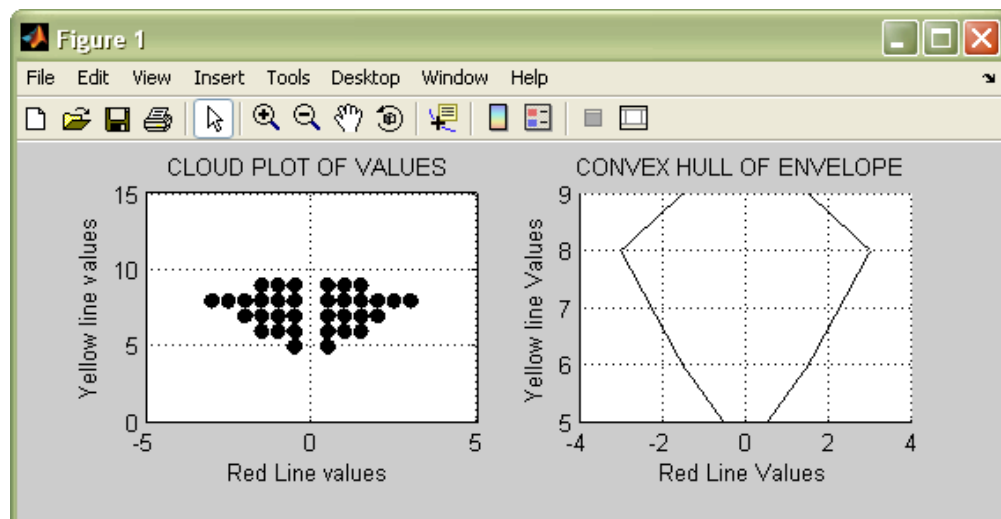 Figure 1
File Edit View Insert Tools Desktop Window Help
CLOUD PLOT OF VALUES
Yellow line values
15
10
5
0
-5 0 5
Red Line values
CONVEX HULL OF ENVELOPE
Yellow line Values
9
8
7
6
5
-4 -2 0 2 4
Red Line Values